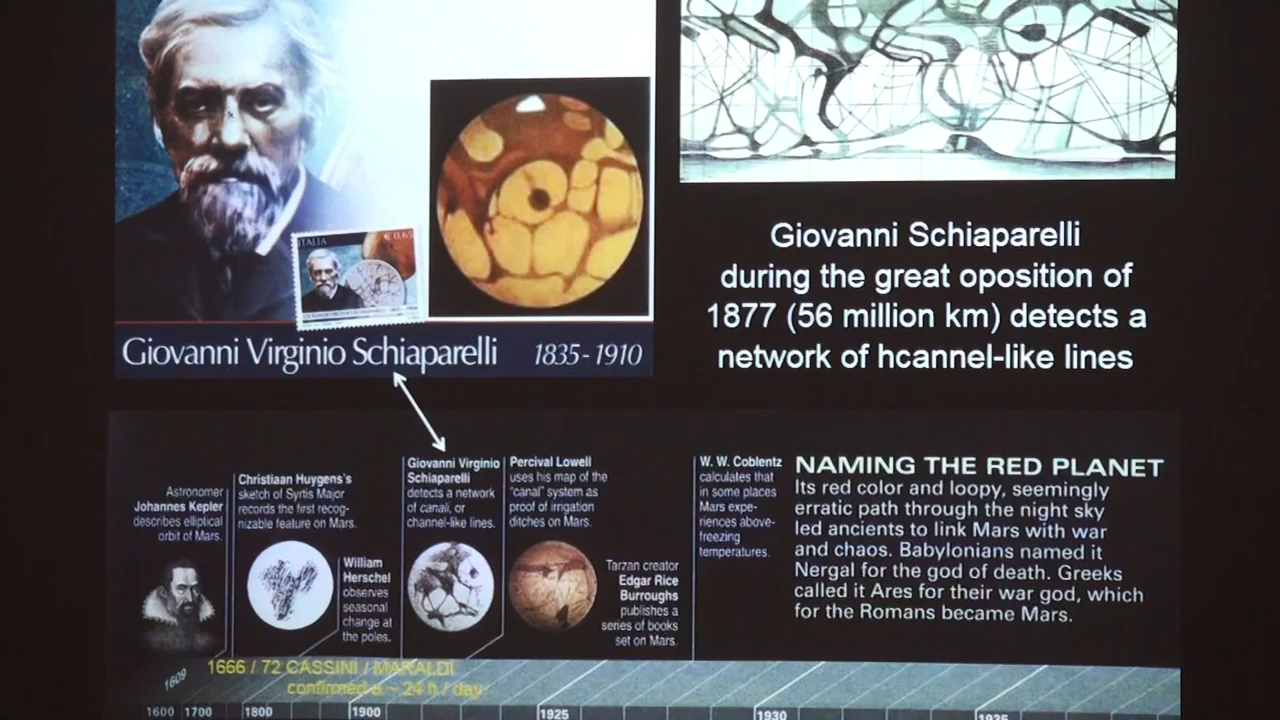 ITALIA
€ 0,65
Giovanni Virginio Schiaparelli 1835 - 1910
Giovanni Schiaparelli
during the great oposition of
1877 (56 million km) detects a
network of hcannel-like lines
Astronomer
Johannes Kepler
describes elliptical
orbit of Mars.
Christiaan Huygens's
sketch of Syrtis Major
records the first recog-
nizable feature on Mars.
William
Herschel
observes
seasonal
change at
the poles.
Giovanni Virginio
Schiaparelli
detects a network
of canali, or
channel-like lines.
Percival Lowell
uses his map of the
"canal" system as
proof of irrigation
ditches on Mars.
Tarzan creator
Edgar Rice
Burroughs
publishes a
series of books
set on Mars.
W. W. Coblentz
calculates that
in some places
Mars expe-
riences above-
freezing
temperatures.
NAMING THE RED PLANET
Its red color and loopy, seemingly
erratic path through the night sky
led ancients to link Mars with war
and chaos. Babylonians named it
Nergal for the god of death. Greeks
called it Ares for their war god, which
for the Romans became Mars.
1609
1666 / 72 CASSINI / MARALDI
confirmed a ~ 24 h / day
1600 1700 1800 1900 1925 1930 1935